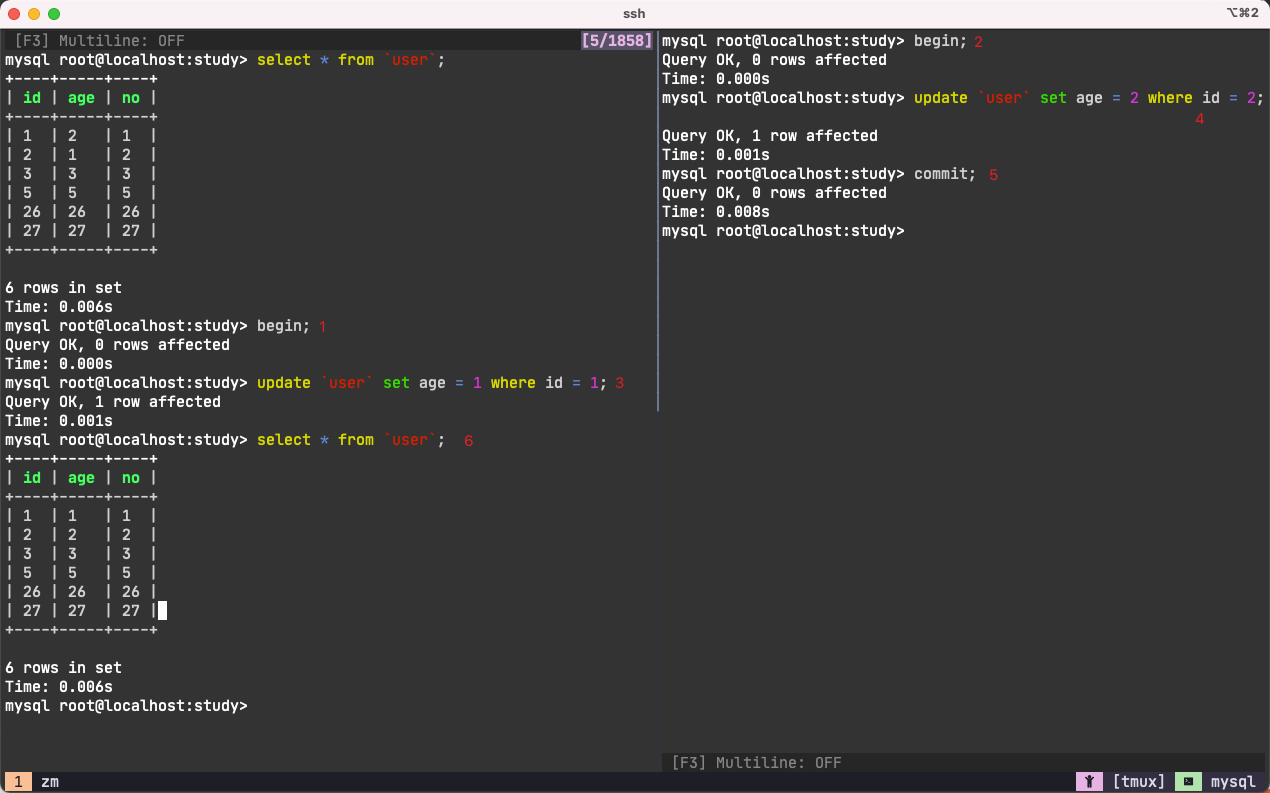 ssh
⌥⌘2
[F3] Multiline: OFF [5/1858]
mysql root@localhost:study> select * from `user`;
+----+-----+----+
| id | age | no |
+----+-----+----+
| 1  | 2   | 1  |
| 2  | 1   | 2  |
| 3  | 3   | 3  |
| 5  | 5   | 5  |
| 26 | 26  | 26 |
| 27 | 27  | 27 |
+----+-----+----+
6 rows in set
Time: 0.006s
mysql root@localhost:study> begin; 1
Query OK, 0 rows affected
Time: 0.000s
mysql root@localhost:study> update `user` set age = 1 where id = 1; 3
Query OK, 1 row affected
Time: 0.001s
mysql root@localhost:study> select * from `user`; 6
+----+-----+----+
| id | age | no |
+----+-----+----+
| 1  | 1   | 1  |
| 2  | 2   | 2  |
| 3  | 3   | 3  |
| 5  | 5   | 5  |
| 26 | 26  | 26 |
| 27 | 27  | 27 |
+----+-----+----+
6 rows in set
Time: 0.006s
mysql root@localhost:study>
mysql root@localhost:study> begin; 2
Query OK, 0 rows affected
Time: 0.000s
mysql root@localhost:study> update `user` set age = 2 where id = 2;
4
Query OK, 1 row affected
Time: 0.001s
mysql root@localhost:study> commit; 5
Query OK, 0 rows affected
Time: 0.008s
mysql root@localhost:study>
[F3] Multiline: OFF
1 zm [tmux] mysql